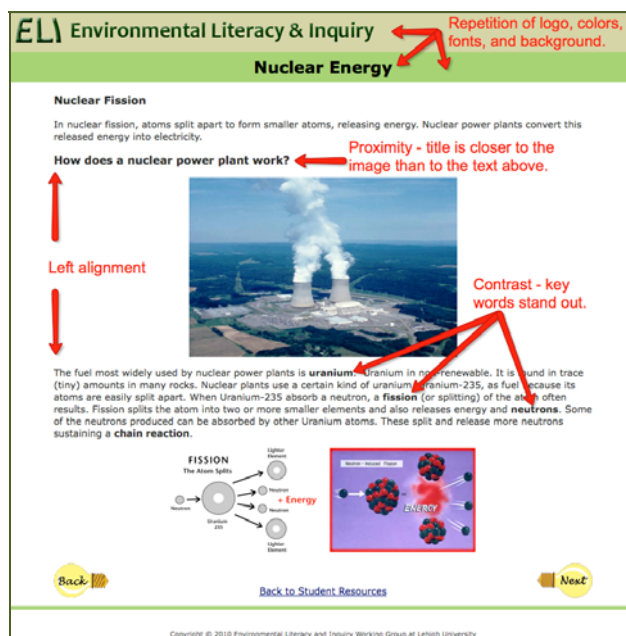 ELI Environmental Literacy & Inquiry
Repetition of logo, colors,
fonts, and background.
Nuclear Energy
Nuclear Fission
In nuclear fission, atoms split apart to form smaller atoms, releasing energy. Nuclear power plants convert this
released energy into electricity.
How does a nuclear power plant work?
Proximity - title is closer to the
image than to the text above.
Left alignment
Contrast - key
words stand out.
The fuel most widely used by nuclear power plants is uranium. Uranium in non-renewable. It is found in trace
(tiny) amounts in many rocks. Nuclear plants use a certain kind of uranium, uranium-235, as fuel because its
atoms are easily split apart. When Uranium-235 absorb a neutron, a fission (or splitting) of the atom often
results. Fission splits the atom into two or more smaller elements and also releases energy and neutrons. Some
of the neutrons produced can be absorbed by other Uranium atoms. These split and release more neutrons
sustaining a chain reaction.
FISSION
The Atom Splits
Lighter
Element
Neutron
+ Energy
Neutron
Neutron
Uranium
235
Lighter
Element
Neutron - Induced Fission
ENERGY
Back
Back to Student Resources
Next
Copyright © 2010 Environmental Literacy and Inquiry Working Group at Lehigh University